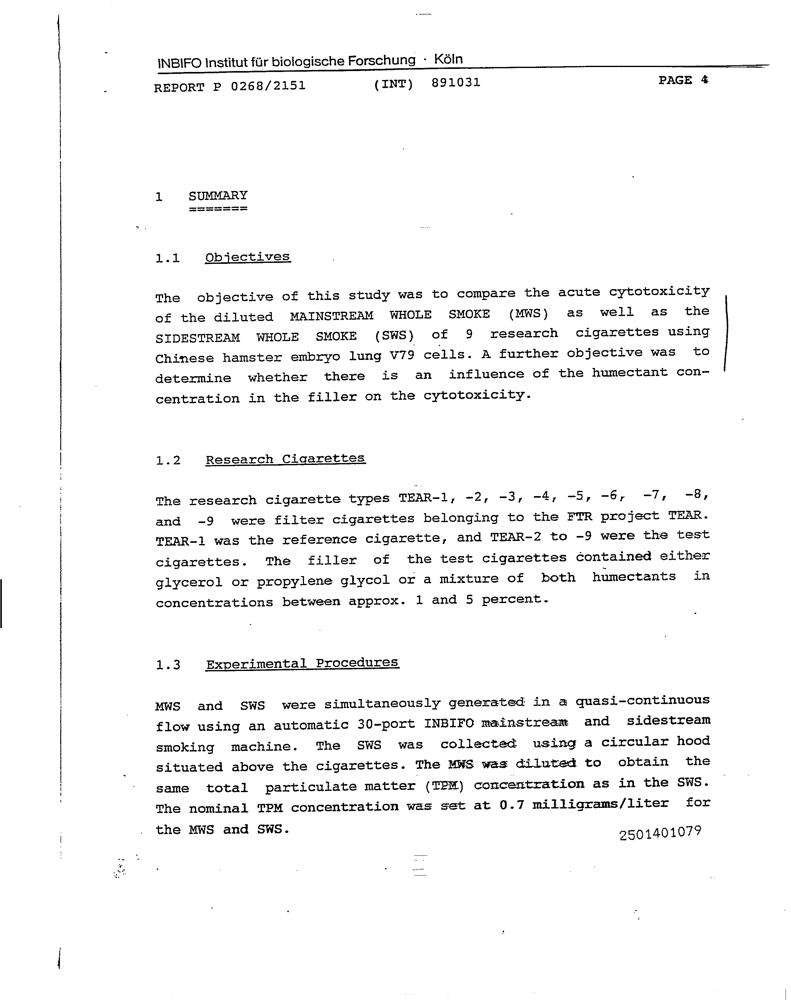 INBIFO Institut für biologische Forschung · Köln
REPORT P 0268/2151 (INT) 891031 PAGE 4
1 SUMMARY
=======
1.1 Objectives
The objective of this study was to compare the acute cytotoxicity
of the diluted MAINSTREAM WHOLE SMOKE (MWS) as well as the
SIDESTREAM WHOLE SMOKE (SWS) of 9 research cigarettes using
Chinese hamster embryo lung V79 cells. A further objective was to
determine whether there is an influence of the humectant con-
centration in the filler on the cytotoxicity.
1.2 Research Cigarettes
The research cigarette types TEAR-1, -2, -3, -4, -5, -6, -7, -8,
and -9 were filter cigarettes belonging to the FTR project TEAR.
TEAR-1 was the reference cigarette, and TEAR-2 to -9 were the test
cigarettes. The filler of the test cigarettes contained either
glycerol or propylene glycol or a mixture of both humectants in
concentrations between approx. 1 and 5 percent.
1.3 Experimental Procedures
MWS and SWS were simultaneously generated in a quasi-continuous
flow using an automatic 30-port INBIFO mainstream and sidestream
smoking machine. The SWS was collected using a circular hood
situated above the cigarettes. The MWS was diluted to obtain the
same total particulate matter (TPM) concentration as in the SWS.
The nominal TPM concentration was set at 0.7 milligrams/liter for
the MWS and SWS.
2501401079